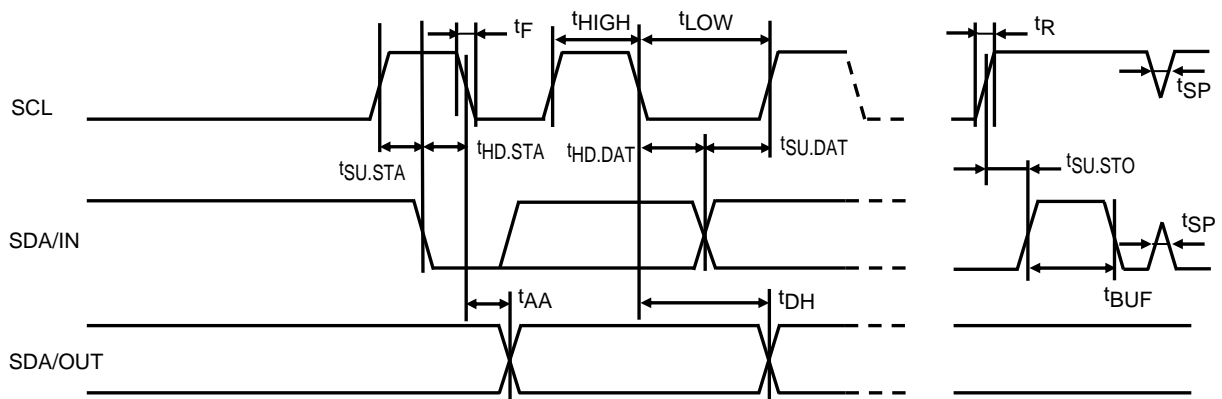 tF
tHIGH
tLOW
tR
SCL
tSP
tSU.STA
tHD.STA
tHD.DAT
tSU.DAT
tSU.STO
SDA/IN
tSP
tBUF
tAA
tDH
SDA/OUT